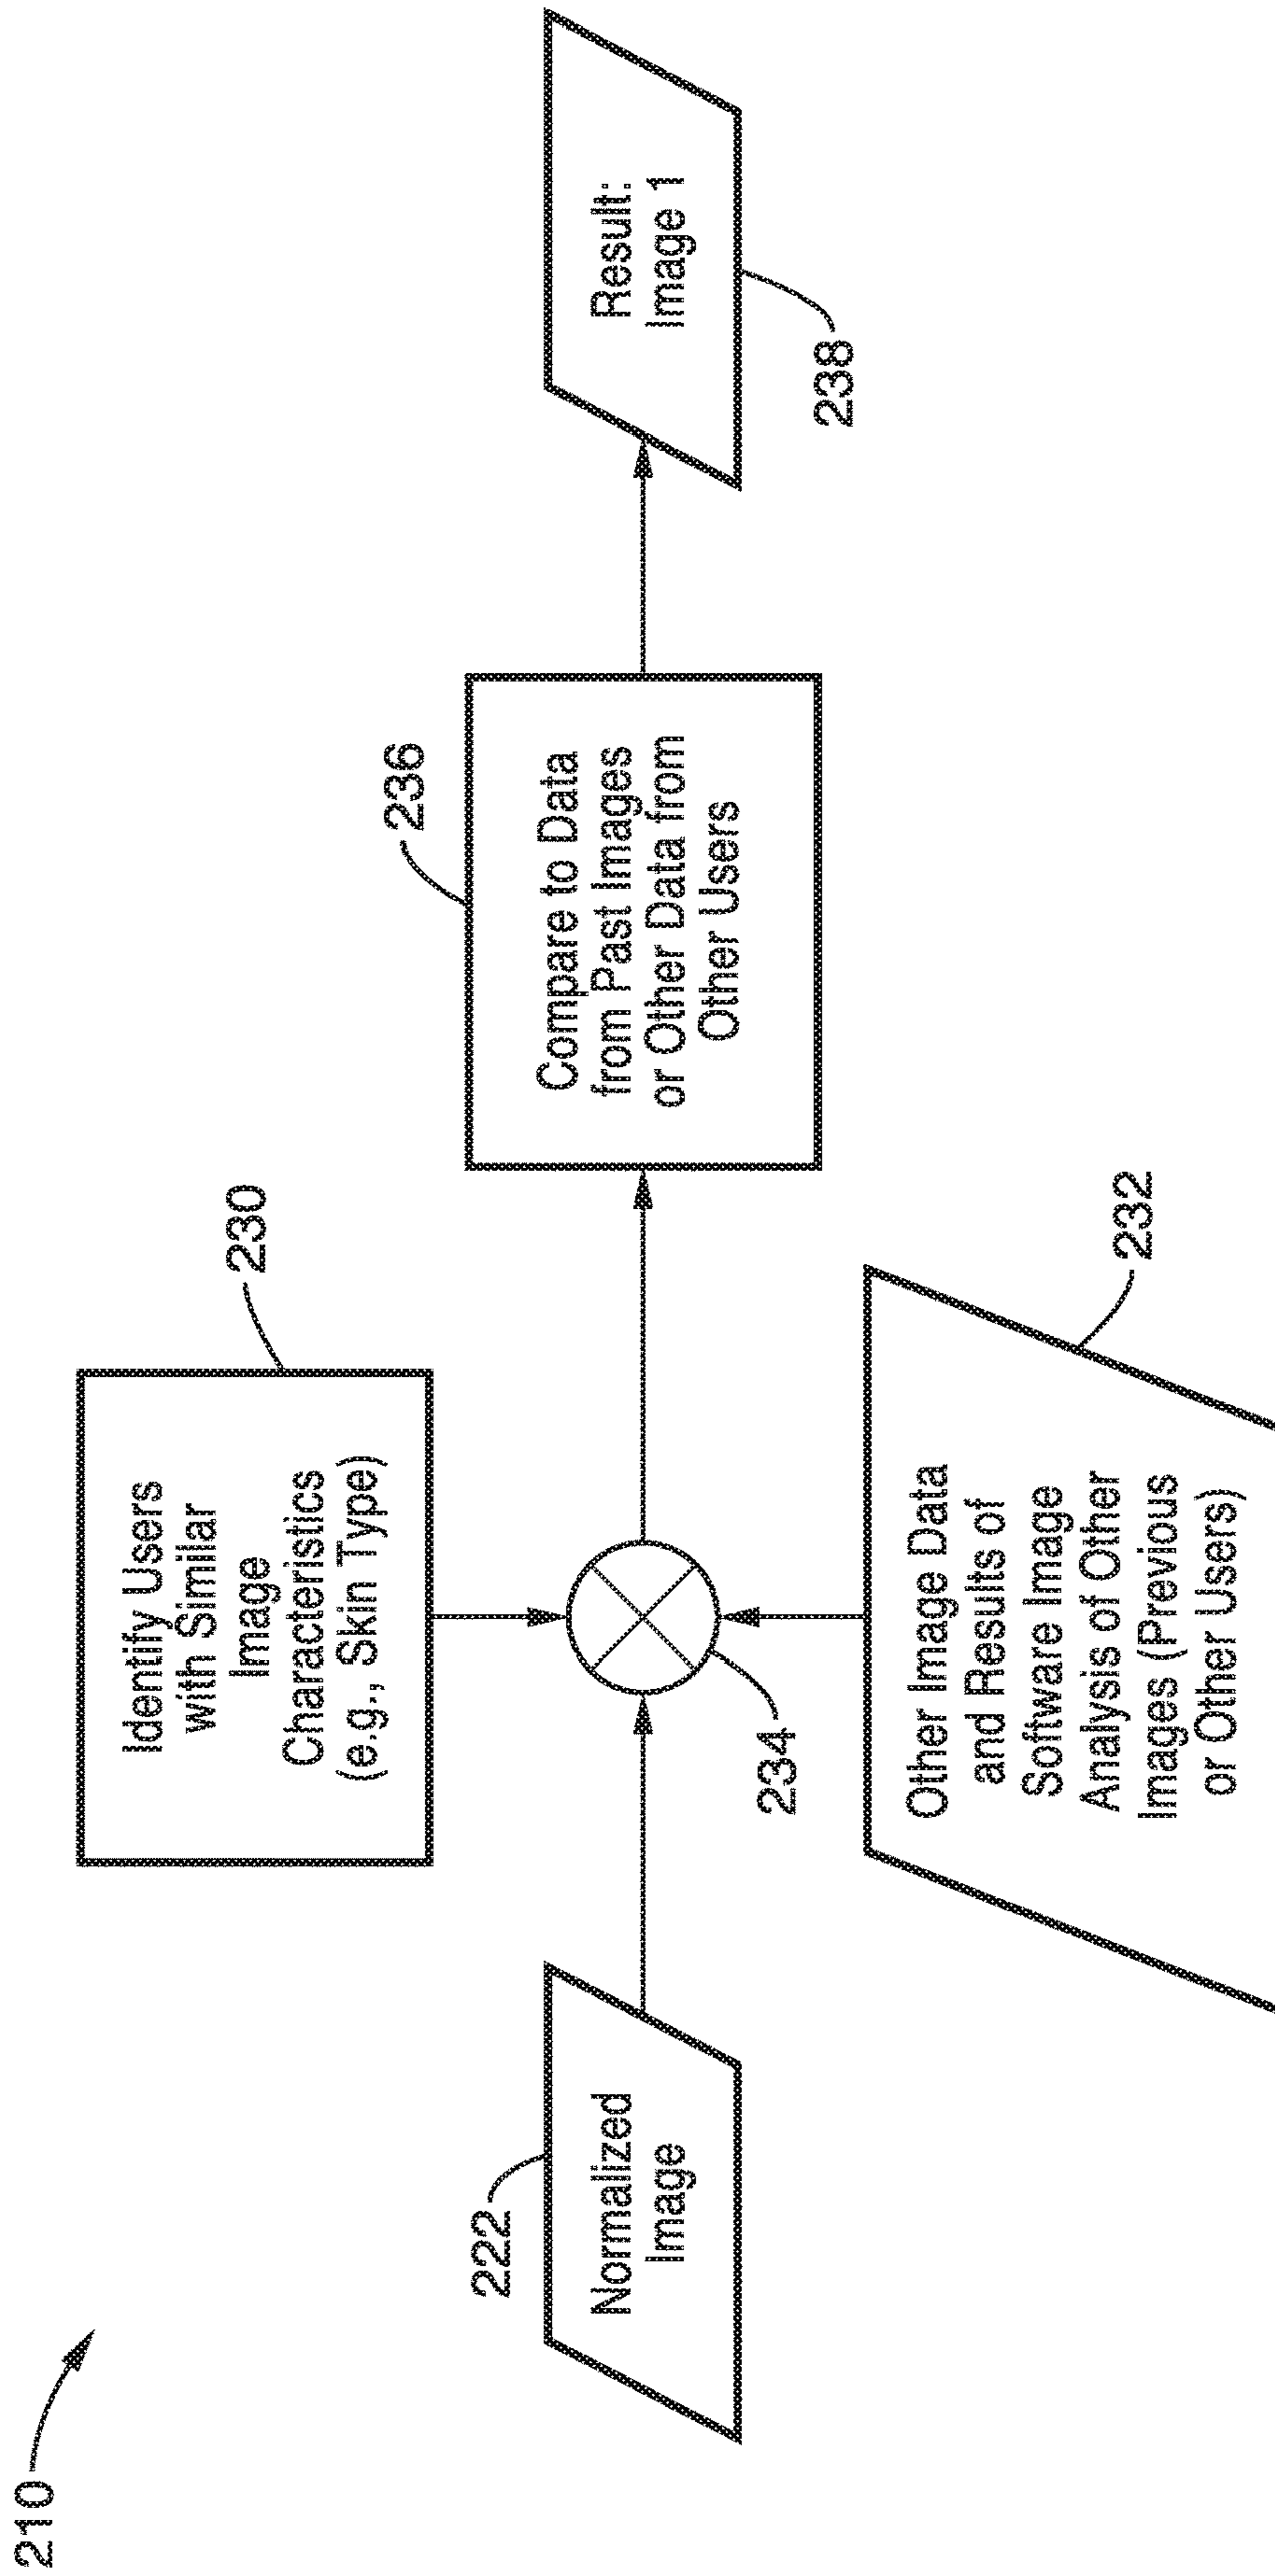 210
Identify Users
with Similar
Image
Characteristics
(e.g., Skin Type)
230
222
Normalized
Image
234
236
Compare to Data
from Past Images
or Other Data from
Other Users
Result:
Image 1
238
Other Image Data
and Results of
Software Image
Analysis of Other
Images (Previous
or Other Users)
232